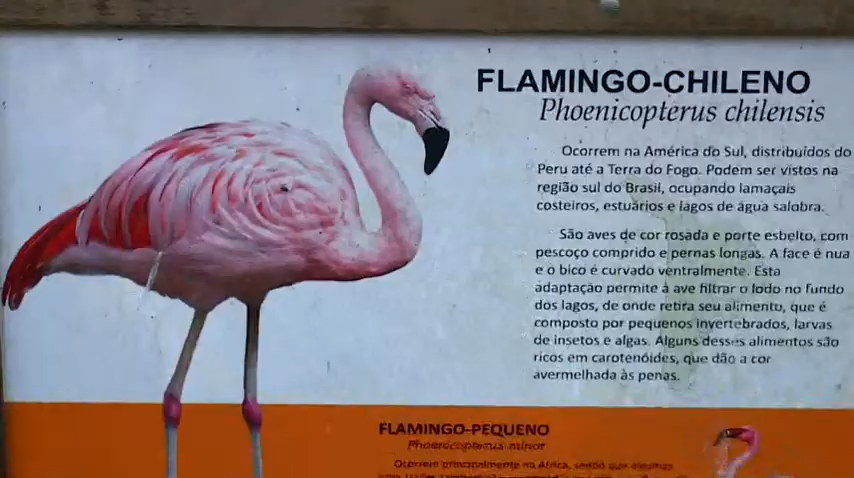 FLAMINGO-CHILENO
Phoenicopterus chilensis
Ocorrem na América do Sul, distribuídos do
Peru até a Terra do Fogo. Podem ser vistos na
região sul do Brasil, ocupando lamaçais
costeiros, estuários e lagos de água salobra.
São aves de cor rosada e porte esbelto, com
pescoço comprido e pernas longas. A face é nua
e o bico é curvado ventralmente. Esta
adaptação permite à ave filtrar o lodo no fundo
dos lagos, de onde retira seu alimento, que é
composto por pequenos invertebrados, larvas
de insetos e algas. Alguns desses alimentos são
ricos em carotenóides, que dão a cor
avermelhada às penas.
FLAMINGO-PEQUENO
Phoenicopterus minor
Ocorrem principalmente na África, sendo que algumas